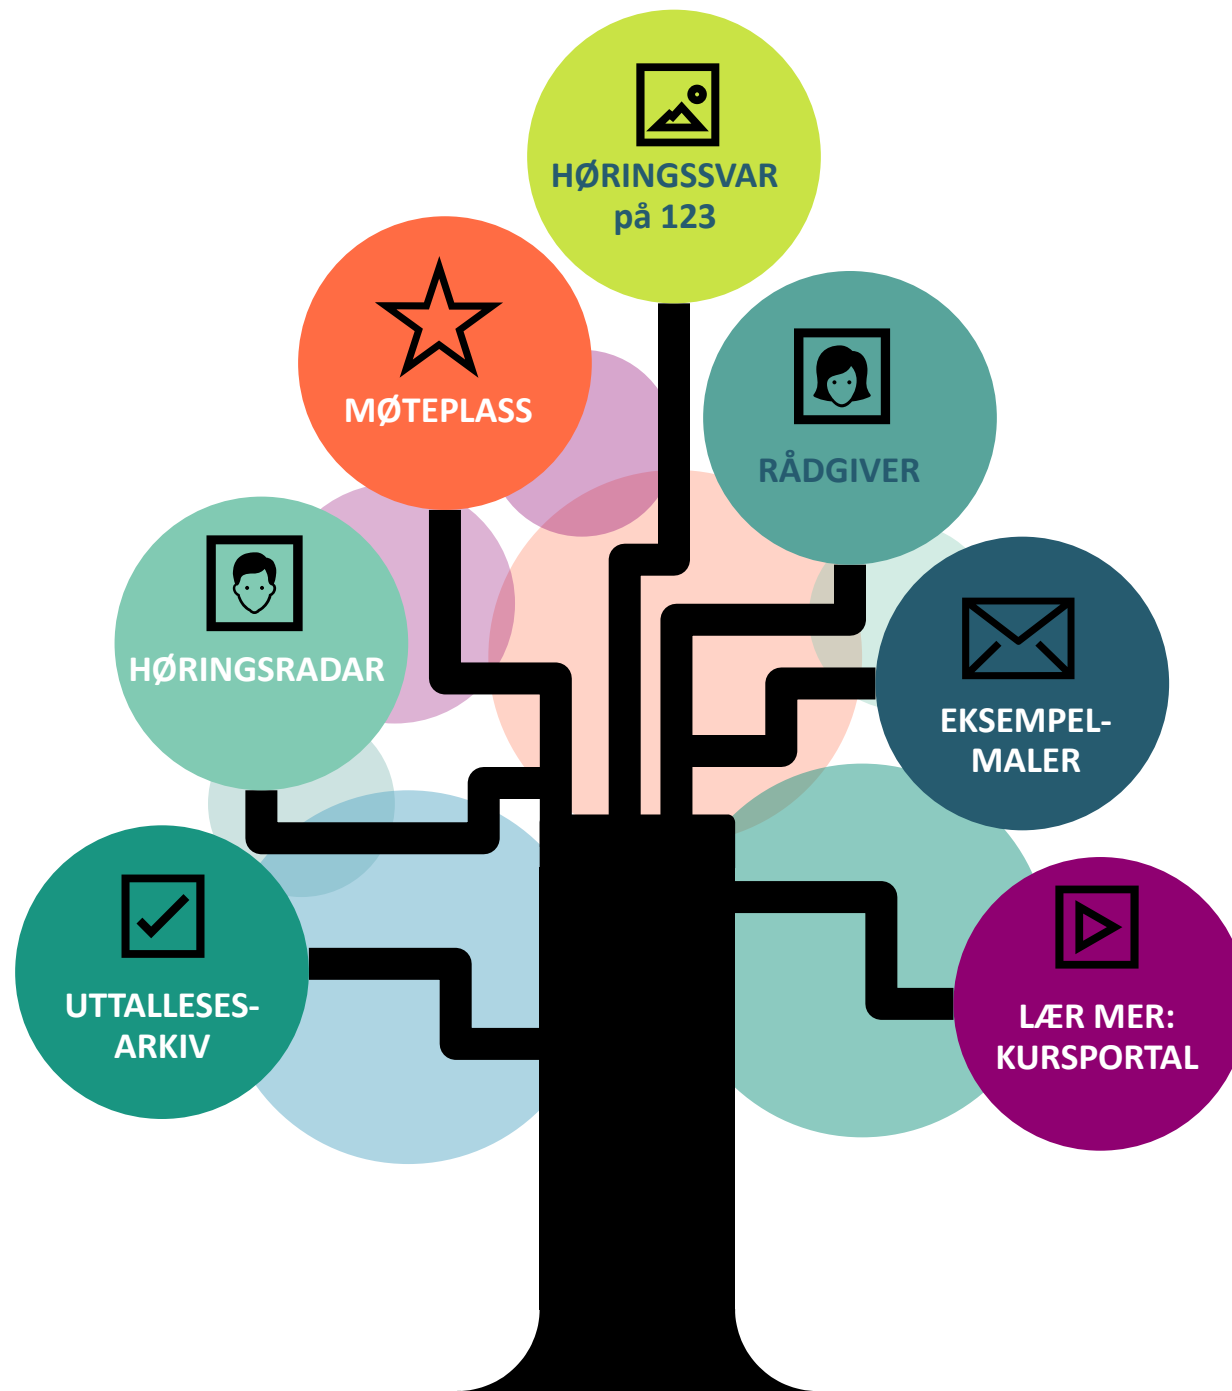 HØRINGSSVAR
på 123
MØTEPLASS
RÅDGIVER
HØRINGSRADAR
EKSEMPEL-
MALER
UTTALLESES-
ARKIV
LÆR MER:
KURSPORTAL